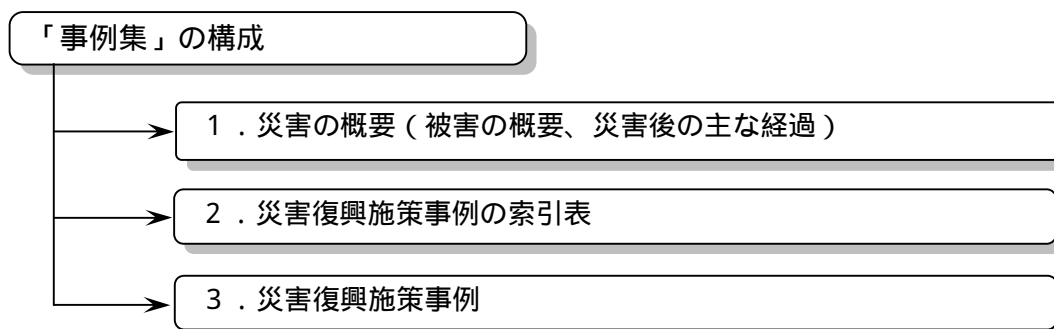 「事例集」の構成
1．災害の概要（被害の概要、災害後の主な経過）
2．災害復興施策事例の索引表
3．災害復興施策事例